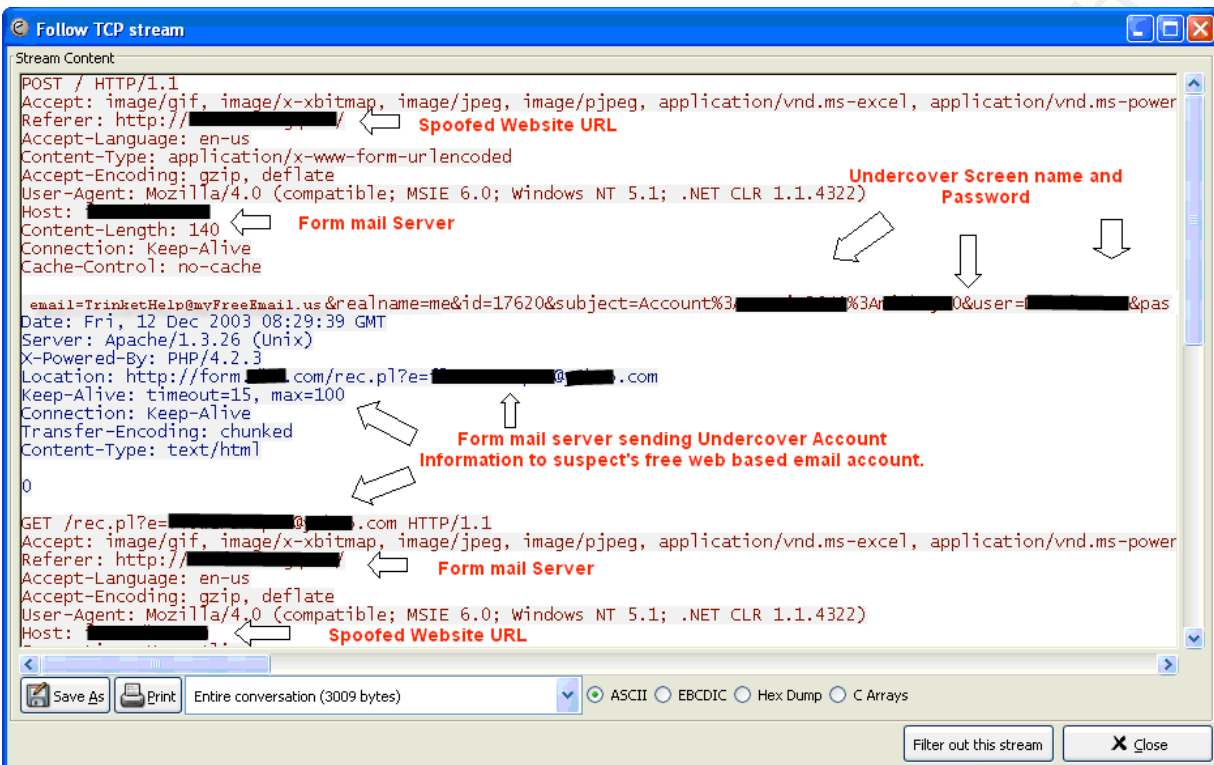 Follow TCP stream
Stream Content
POST / HTTP/1.1
Accept: image/gif, image/x-xbitmap, image/jpeg, image/pjpeg, application/vnd.ms-excel, application/vnd.ms-power
Referer: http:// / Spoofed Website URL
Accept-Language: en-us
Content-Type: application/x-www-form-urlencoded
Accept-Encoding: gzip, deflate
Undercover Screen name and Password
User-Agent: Mozilla/4.0 (compatible; MSIE 6.0; Windows NT 5.1; .NET CLR 1.1.4322)
Host:
Form mail Server
Content-Length: 140
Connection: Keep-Alive
Cache-Control: no-cache
email=TrinketHelp@myFreeEmail.us&realname=me&id=17620&subject=Account%3 %3 0&user= &pas
Date: Fri, 12 Dec 2003 08:29:39 GMT
Server: Apache/1.3.26 (Unix)
X-Powered-By: PHP/4.2.3
Location: http://form. .com/rec.pl?e= @ .com
Keep-Alive: timeout=15, max=100
Connection: Keep-Alive
Transfer-Encoding: chunked
Form mail server sending Undercover Account
Content-Type: text/html
Information to suspect's free web based email account.
0
GET /rec.pl?e= @ .com HTTP/1.1
Accept: image/gif, image/x-xbitmap, image/jpeg, image/pjpeg, application/vnd.ms-excel, application/vnd.ms-power
Referer: http:// / Form mail Server
Accept-Language: en-us
Accept-Encoding: gzip, deflate
User-Agent: Mozilla/4.0 (compatible; MSIE 6.0; Windows NT 5.1; .NET CLR 1.1.4322)
Host: Spoofed Website URL
Save As Print Entire conversation (3009 bytes) ASCII EBCDIC Hex Dump C Arrays
Filter out this stream Close